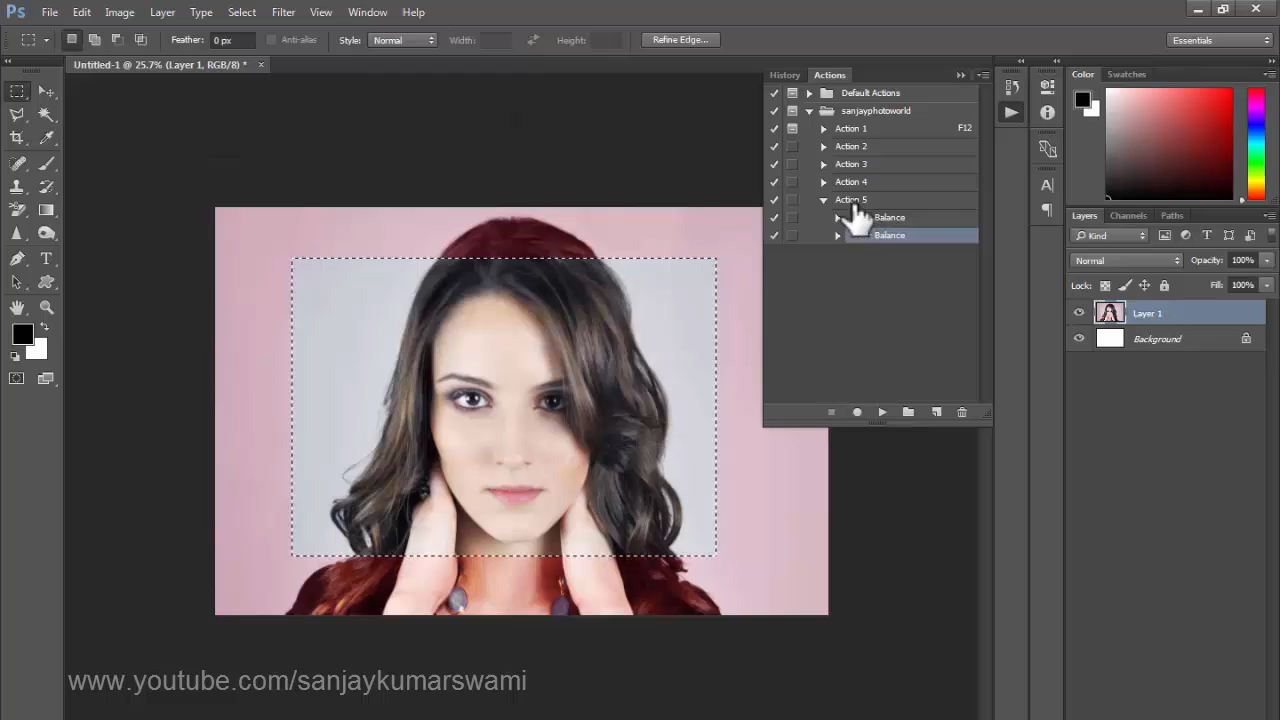 Ps File Edit Image Layer Type Select Filter View Window Help
Feather: 0 px Anti-alias Style: Normal Width: Height: Refine Edge... Essentials
Untitled-1 @ 25.7% (Layer 1, RGB/8) * ×
History Actions
Default Actions
sanjayphotoworld
Action 1 F12
Action 2
Action 3
Action 4
Action 5
Balance
Balance
Color Swatches
Layers Channels Paths
Kind
Normal Opacity: 100%
Lock: Fill: 100%
Layer 1
Background
www.youtube.com/sanjaykumarswami